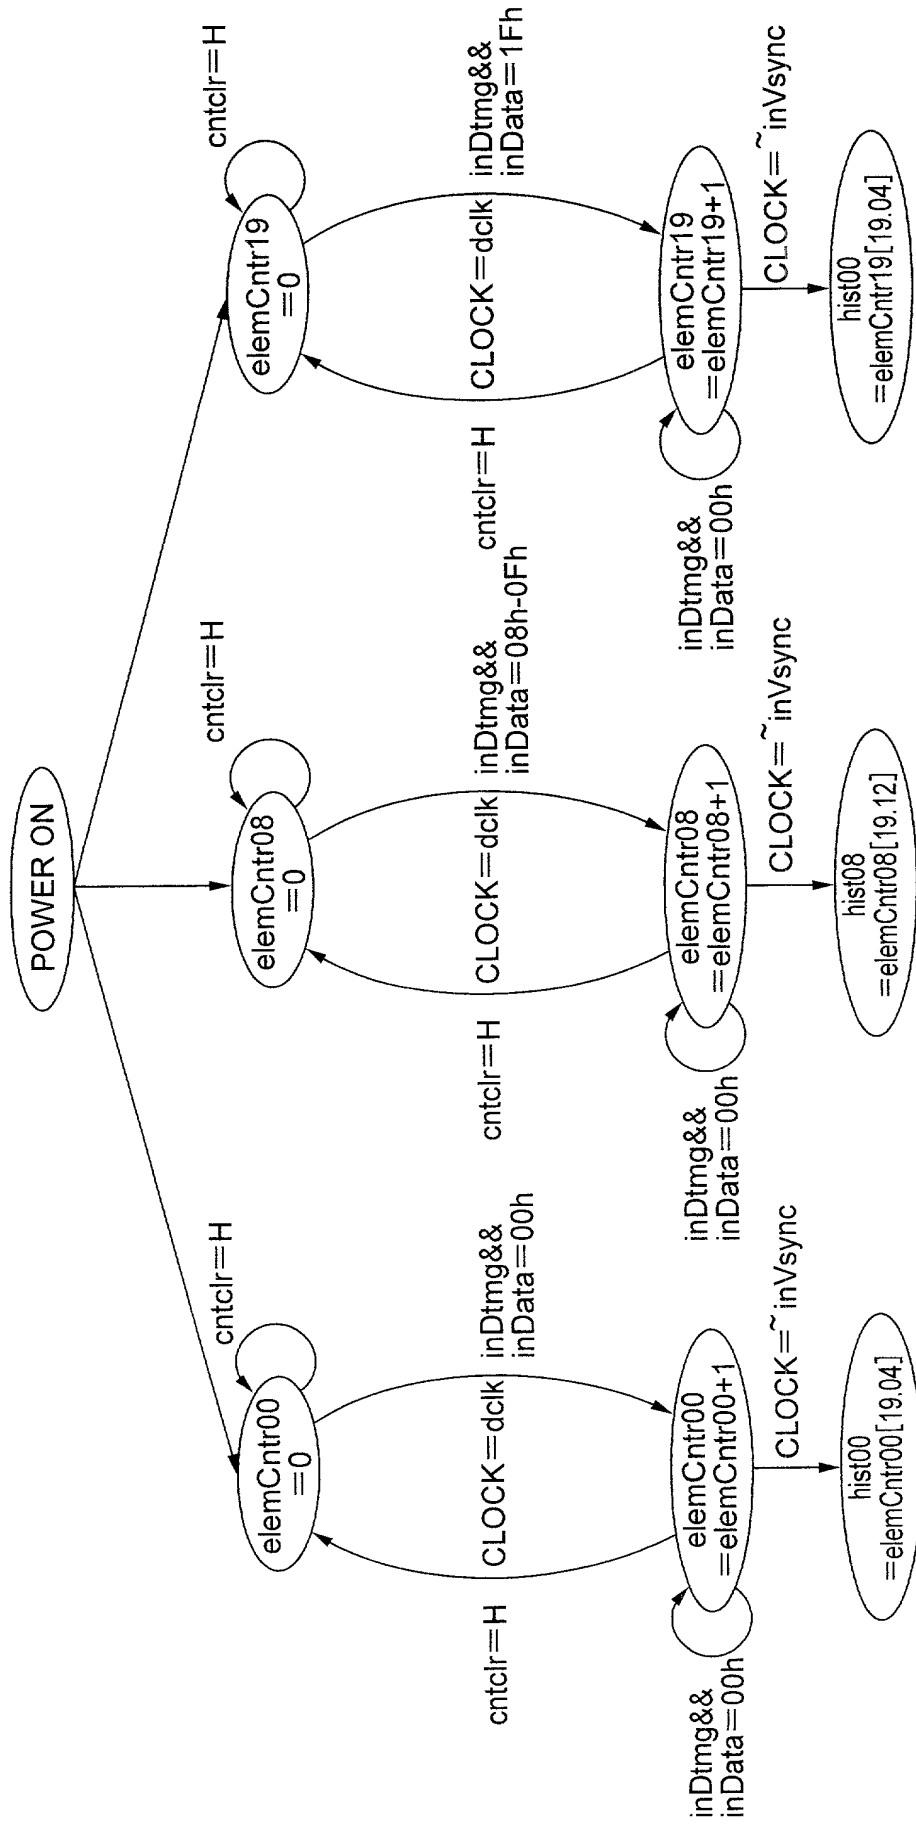 POWER ON
cntclr=H
elemCntr00
=0
cntclr=H
CLOCK=dclk
inDtmg&&
inData=00h
inDtmg&&
inData=00h
elemCntr00
=elemCntr00+1
CLOCK=~inVsync
hist00
=elemCntr00[19.04]
cntclr=H
elemCntr08
=0
cntclr=H
CLOCK=dclk
inDtmg&&
inData=08h-0Fh
inDtmg&&
inData=00h
elemCntr08
=elemCntr08+1
CLOCK=~inVsync
hist08
=elemCntr08[19.12]
cntclr=H
elemCntr19
=0
cntclr=H
CLOCK=dclk
inDtmg&&
inData=1Fh
inDtmg&&
inData=00h
elemCntr19
=elemCntr19+1
CLOCK=~inVsync
hist00
=elemCntr19[19.04]